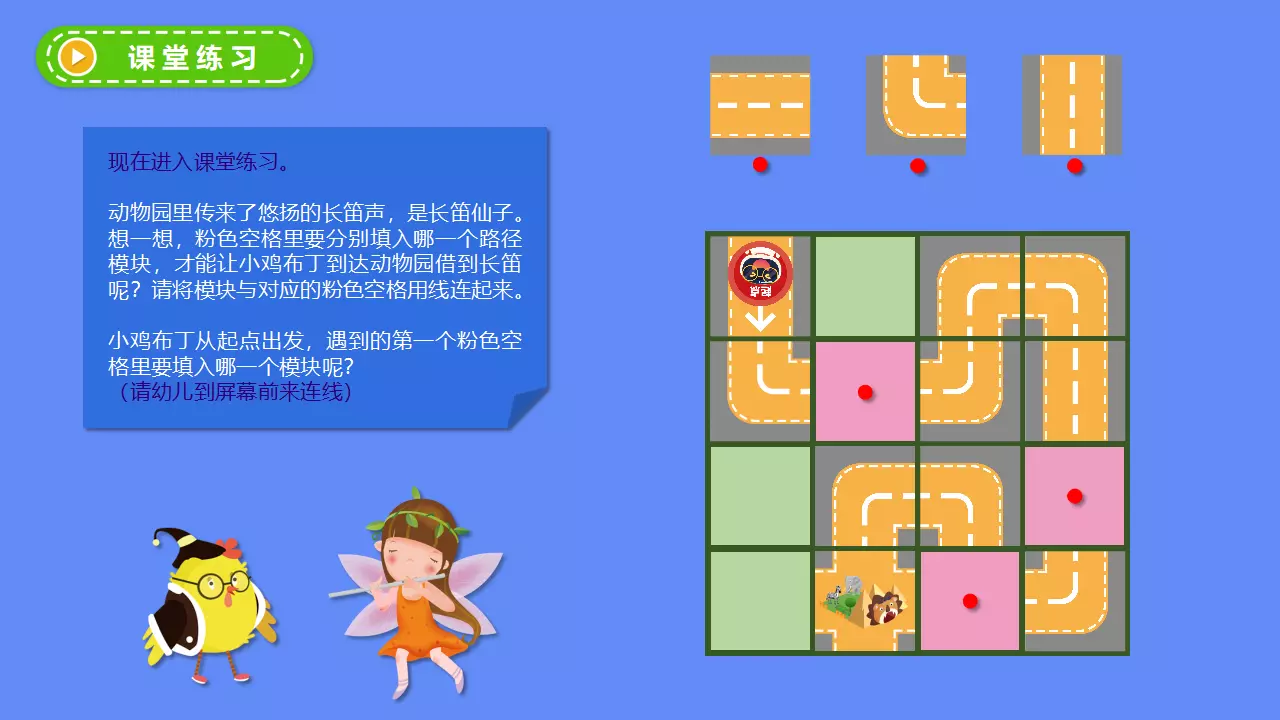 课堂练习
现在进入课堂练习。
动物园里传来了悠扬的长笛声，是长笛仙子。
想一想，粉色空格里要分别填入哪一个路径
模块，才能让小鸡布丁到达动物园借到长笛
呢？请将模块与对应的粉色空格用线连起来。
小鸡布丁从起点出发，遇到的第一个粉色空
格里要填入哪一个模块呢？
（请幼儿到屏幕前来连线）
起点